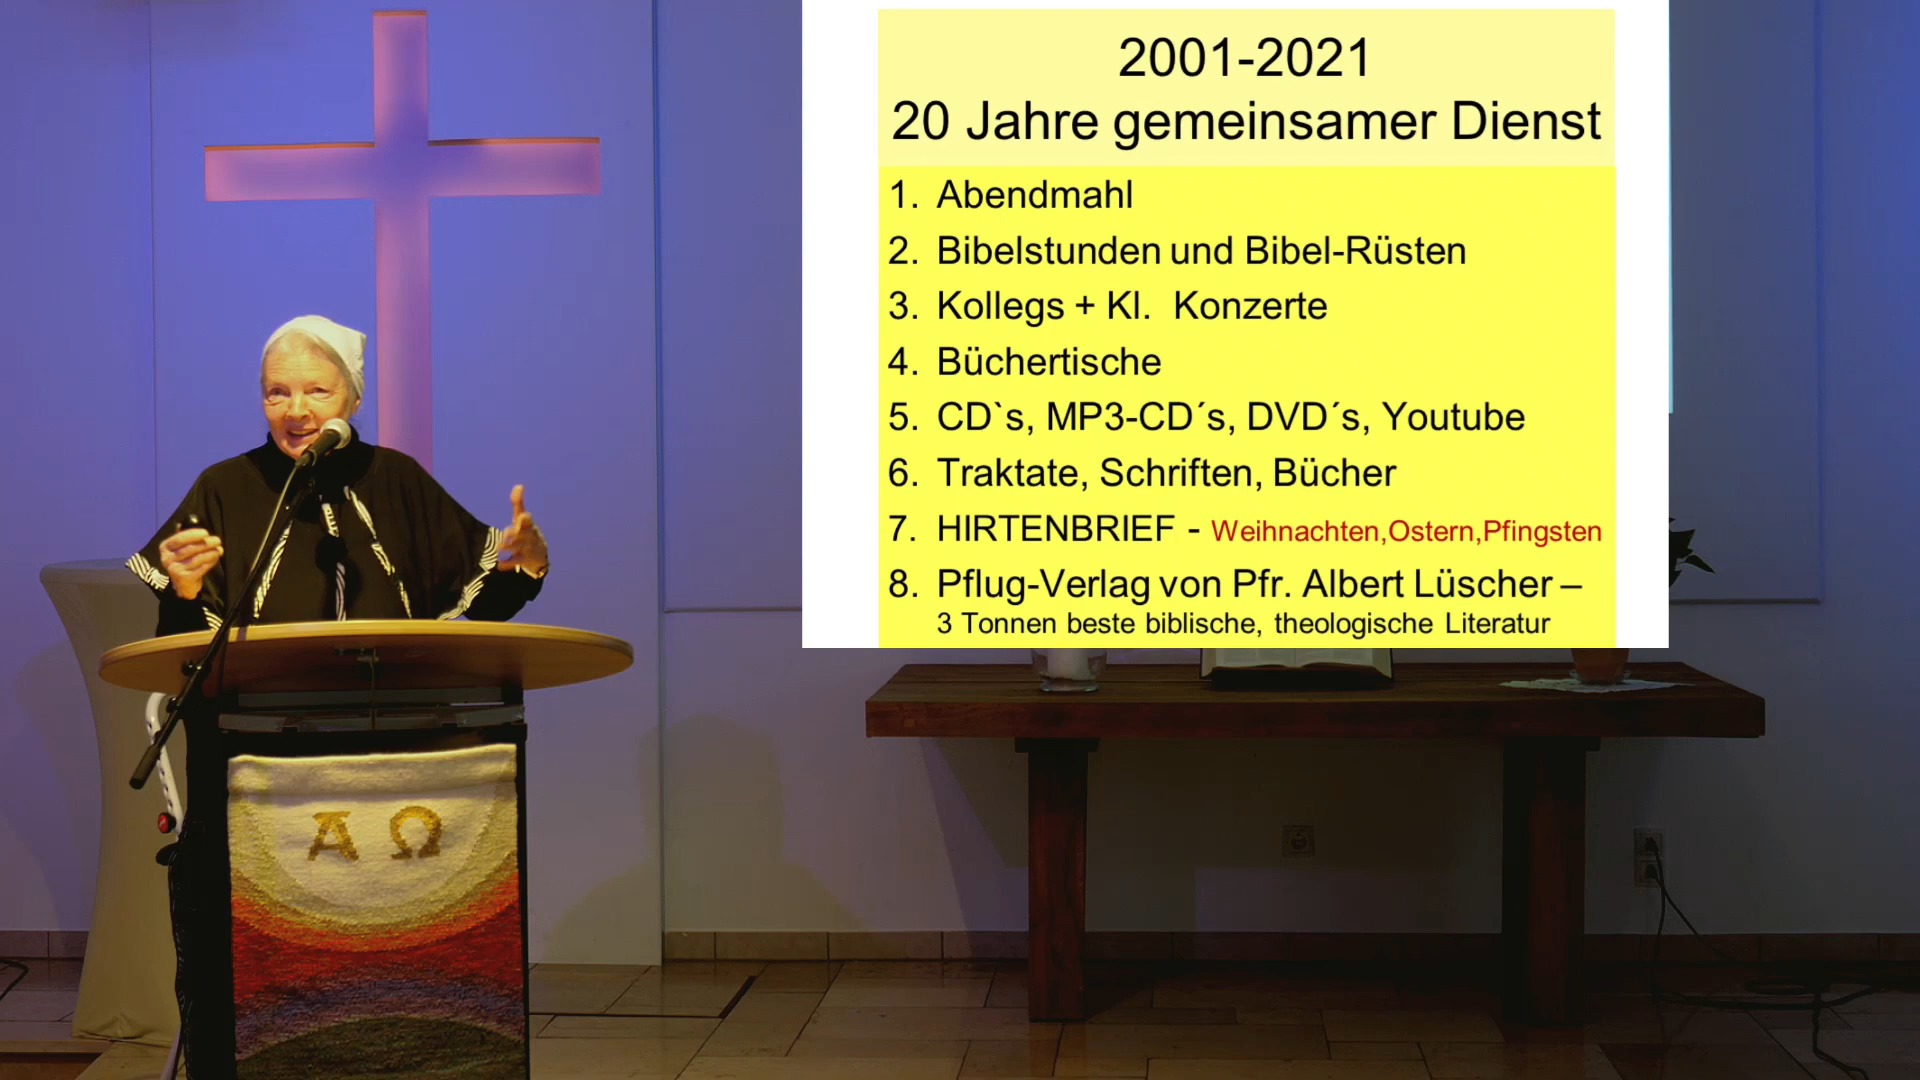 2001-2021
20 Jahre gemeinsamer Dienst
1. Abendmahl
2. Bibelstunden und Bibel-Rüsten
3. Kollegs + Kl. Konzerte
4. Büchertische
5. CD`s, MP3-CD´s, DVD´s, Youtube
6. Traktate, Schriften, Bücher
7. HIRTENBRIEF - Weihnachten,Ostern,Pfingsten
8. Pflug-Verlag von Pfr. Albert Lüscher –
3 Tonnen beste biblische, theologische Literatur
Α Ω